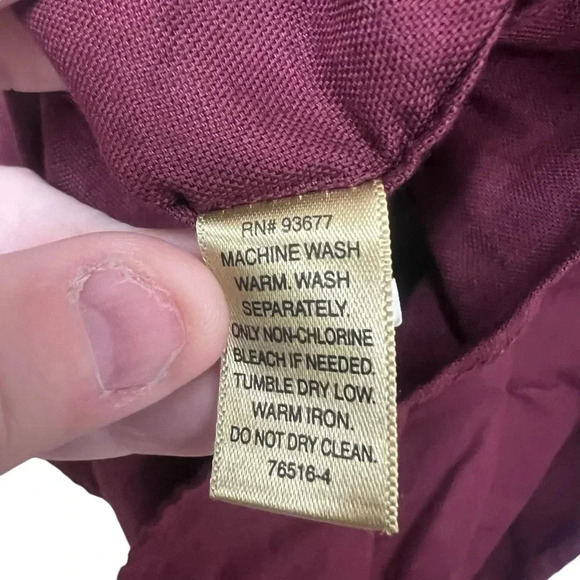 RN# 93677
MACHINE WASH
WARM. WASH
SEPARATELY.
ONLY NON-CHLORINE
BLEACH IF NEEDED.
TUMBLE DRY LOW.
WARM IRON.
DO NOT DRY CLEAN.
76516-4